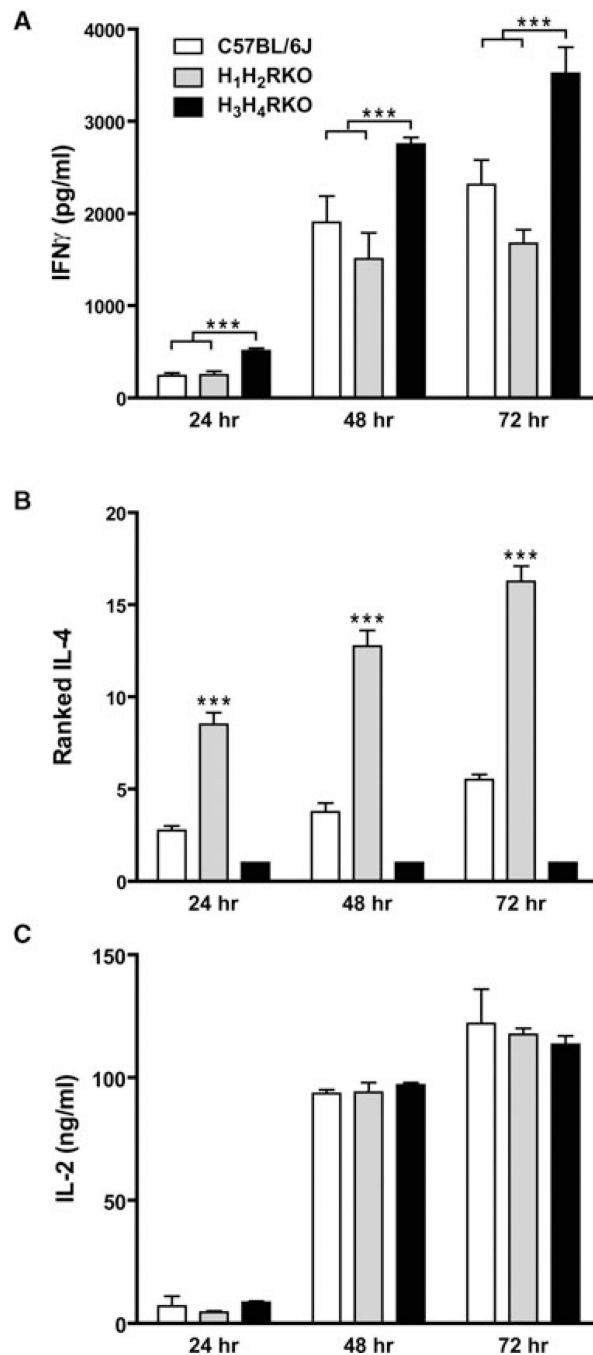 A
C57BL/6J
H₁H₂RKO
H₃H₄RKO
IFNγ (pg/ml)
4000
3000
2000
1000
0
***
***
***
24 hr
48 hr
72 hr
B
Ranked IL-4
20
15
10
5
0
***
***
***
24 hr
48 hr
72 hr
C
IL-2 (ng/ml)
150
100
50
0
24 hr
48 hr
72 hr